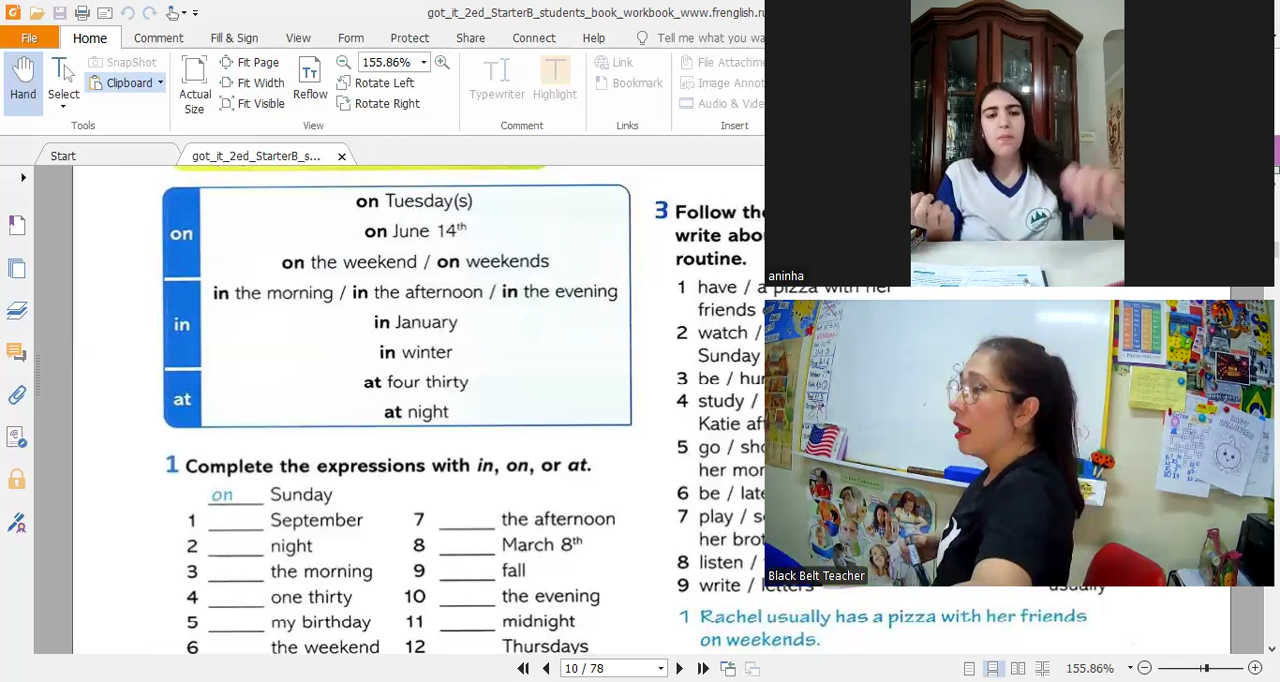 got_it_2ed_StarterB_students_book_workbook_www.frenglish.ru
File
Home
Comment
Fill & Sign
View
Form
Protect
Share
Connect
Help
Tell me what you wa
Hand
Select
SnapShot
Clipboard
Tools
Actual
Size
Fit Page
Fit Width
Fit Visible
Reflow
155.86%
Rotate Left
Rotate Right
View
Typewriter
Highlight
Comment
Link
Bookmark
Links
File Attachme
Image Annot
Audio & Vide
Insert
Start
got_it_2ed_StarterB_s...
on
on Tuesday(s)
on June 14th
on the weekend / on weekends
in
in the morning / in the afternoon / in the evening
in January
in winter
at
at four thirty
at night
1 Complete the expressions with in, on, or at.
on Sunday
1 ______ September
2 ______ night
3 ______ the morning
4 ______ one thirty
5 ______ my birthday
6 ______ the weekend
7 ______ the afternoon
8 ______ March 8th
9 ______ fall
10 ______ the evening
11 ______ midnight
12 ______ Thursdays
3 Follow the
write abou
routine.
1 have / a pizza with her
friends
2 watch /
Sunday
3 be / hun
4 study /
Katie aft
5 go / sho
her mor
6 be / late
7 play / s
her brot
8 listen /
9 write / letters
usually
1 Rachel usually has a pizza with her friends
on weekends.
aninha
Black Belt Teacher
10 / 78
155.86%